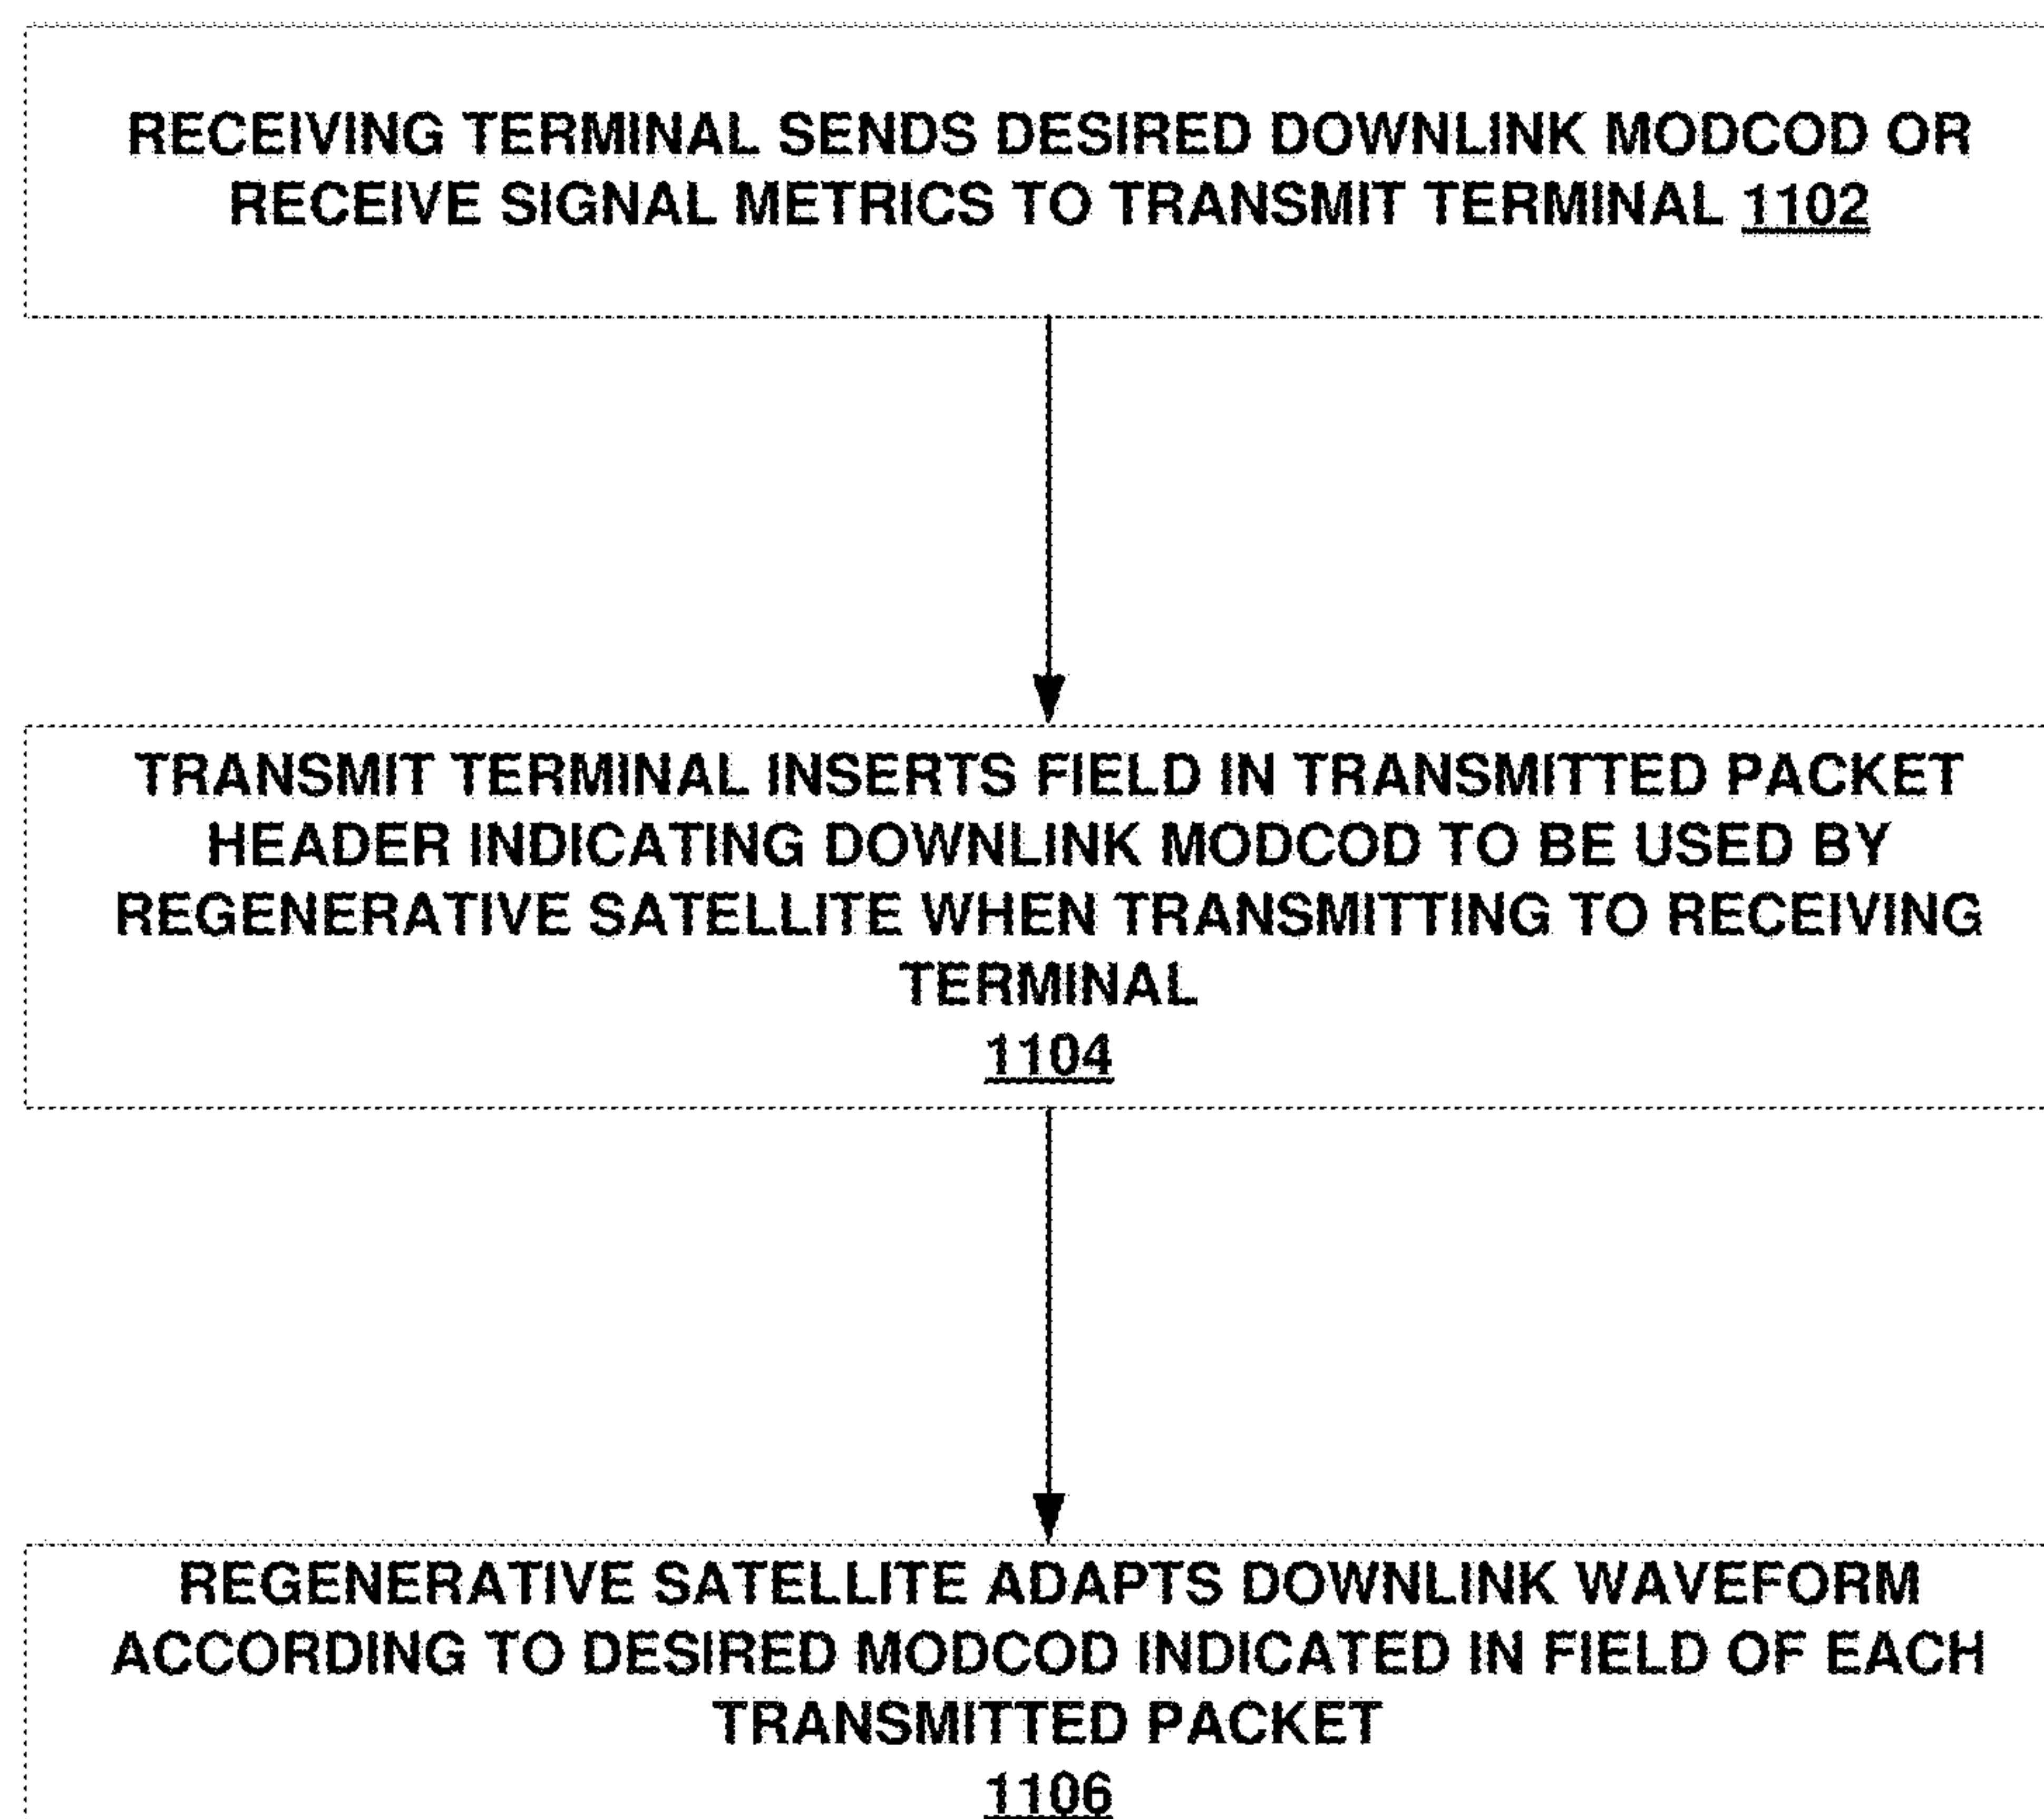 RECEIVING TERMINAL SENDS DESIRED DOWNLINK MODCOD OR
RECEIVE SIGNAL METRICS TO TRANSMIT TERMINAL 1102
TRANSMIT TERMINAL INSERTS FIELD IN TRANSMITTED PACKET
HEADER INDICATING DOWNLINK MODCOD TO BE USED BY
REGENERATIVE SATELLITE WHEN TRANSMITTING TO RECEIVING
TERMINAL
1104
REGENERATIVE SATELLITE ADAPTS DOWNLINK WAVEFORM
ACCORDING TO DESIRED MODCOD INDICATED IN FIELD OF EACH
TRANSMITTED PACKET
1106